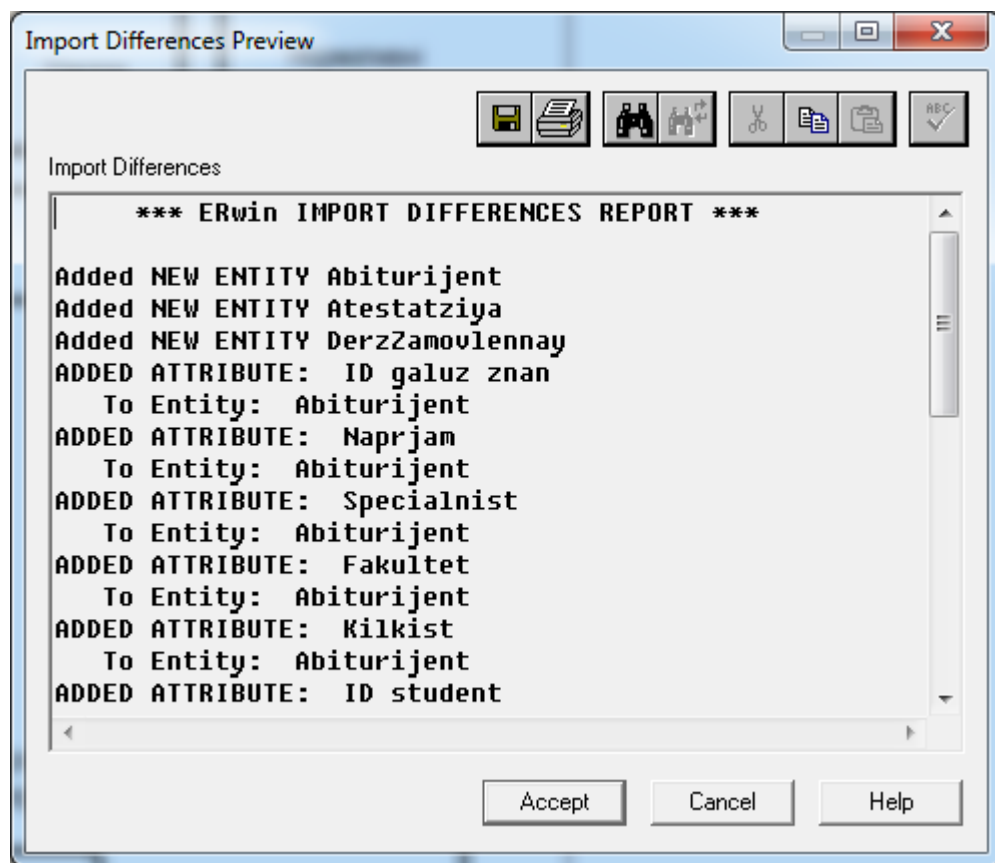 Import Differences Preview
ABC
Import Differences
*** ERwin IMPORT DIFFERENCES REPORT ***
Added NEW ENTITY Abiturijent
Added NEW ENTITY Atestatziya
Added NEW ENTITY DerzZamovlennay
ADDED ATTRIBUTE:  ID galuz znan
To Entity:  Abiturijent
ADDED ATTRIBUTE:  Naprjam
To Entity:  Abiturijent
ADDED ATTRIBUTE:  Specialnist
To Entity:  Abiturijent
ADDED ATTRIBUTE:  Fakultet
To Entity:  Abiturijent
ADDED ATTRIBUTE:  Kilkist
To Entity:  Abiturijent
ADDED ATTRIBUTE:  ID student
Accept Cancel Help